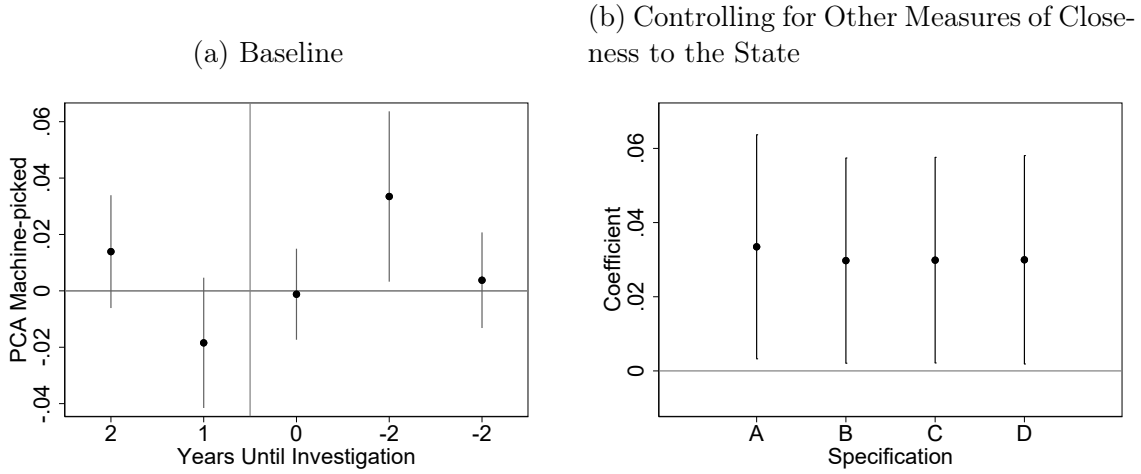 (a) Baseline
(b) Controlling for Other Measures of Close-
ness to the State
PCA Machine-picked
.06
.04
.02
0
-.02
-.04
2 1 0 -2 -2
Years Until Investigation
Coefficient
.06
.04
.02
0
A B C D
Specification